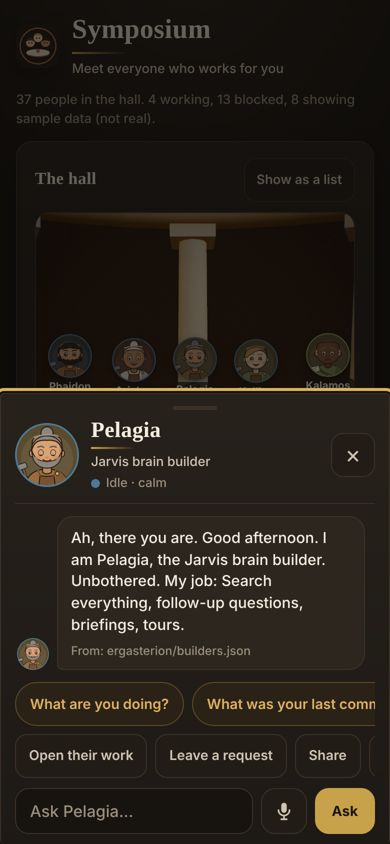 Symposium
Meet everyone who works for you
37 people in the hall. 4 working, 13 blocked, 8 showing
sample data (not real).
The hall
Show as a list
Phaidon
Pelagia
Kalamos
Pelagia
Jarvis brain builder
Idle · calm
Ah, there you are. Good afternoon. I
am Pelagia, the Jarvis brain builder.
Unbothered. My job: Search
everything, follow-up questions,
briefings, tours.
From: ergasterion/builders.json
What are you doing?
What was your last comm
Open their work
Leave a request
Share
Ask Pelagia...
Ask